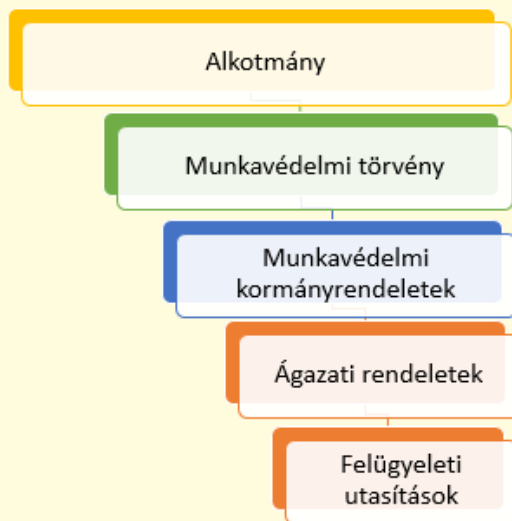 Alkotmány
Munkavédelmi törvény
Munkavédelmi
kormányrendeletek
Ágazati rendeletek
Felügyeleti
utasítások